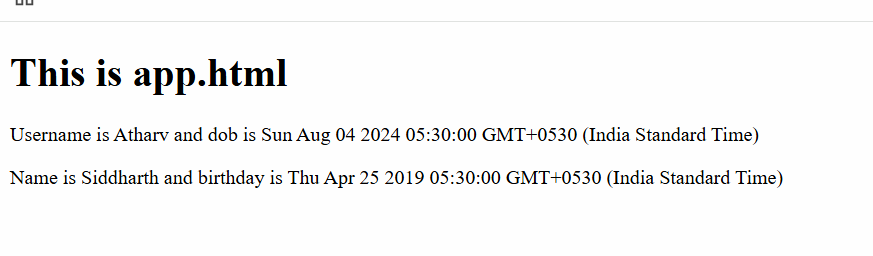 This is app.html
Username is Atharv and dob is Sun Aug 04 2024 05:30:00 GMT+0530 (India Standard Time)
Name is Siddharth and birthday is Thu Apr 25 2019 05:30:00 GMT+0530 (India Standard Time)